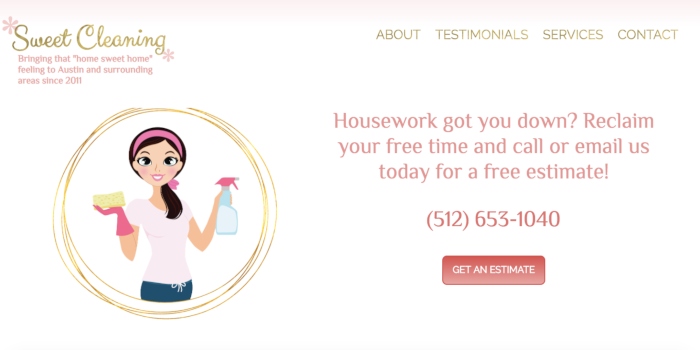 Sweet Cleaning
Bringing that "home sweet home"
feeling to Austin and surrounding
areas since 2011
ABOUT TESTIMONIALS SERVICES CONTACT
Housework got you down? Reclaim
your free time and call or email us
today for a free estimate!
(512) 653-1040
GET AN ESTIMATE